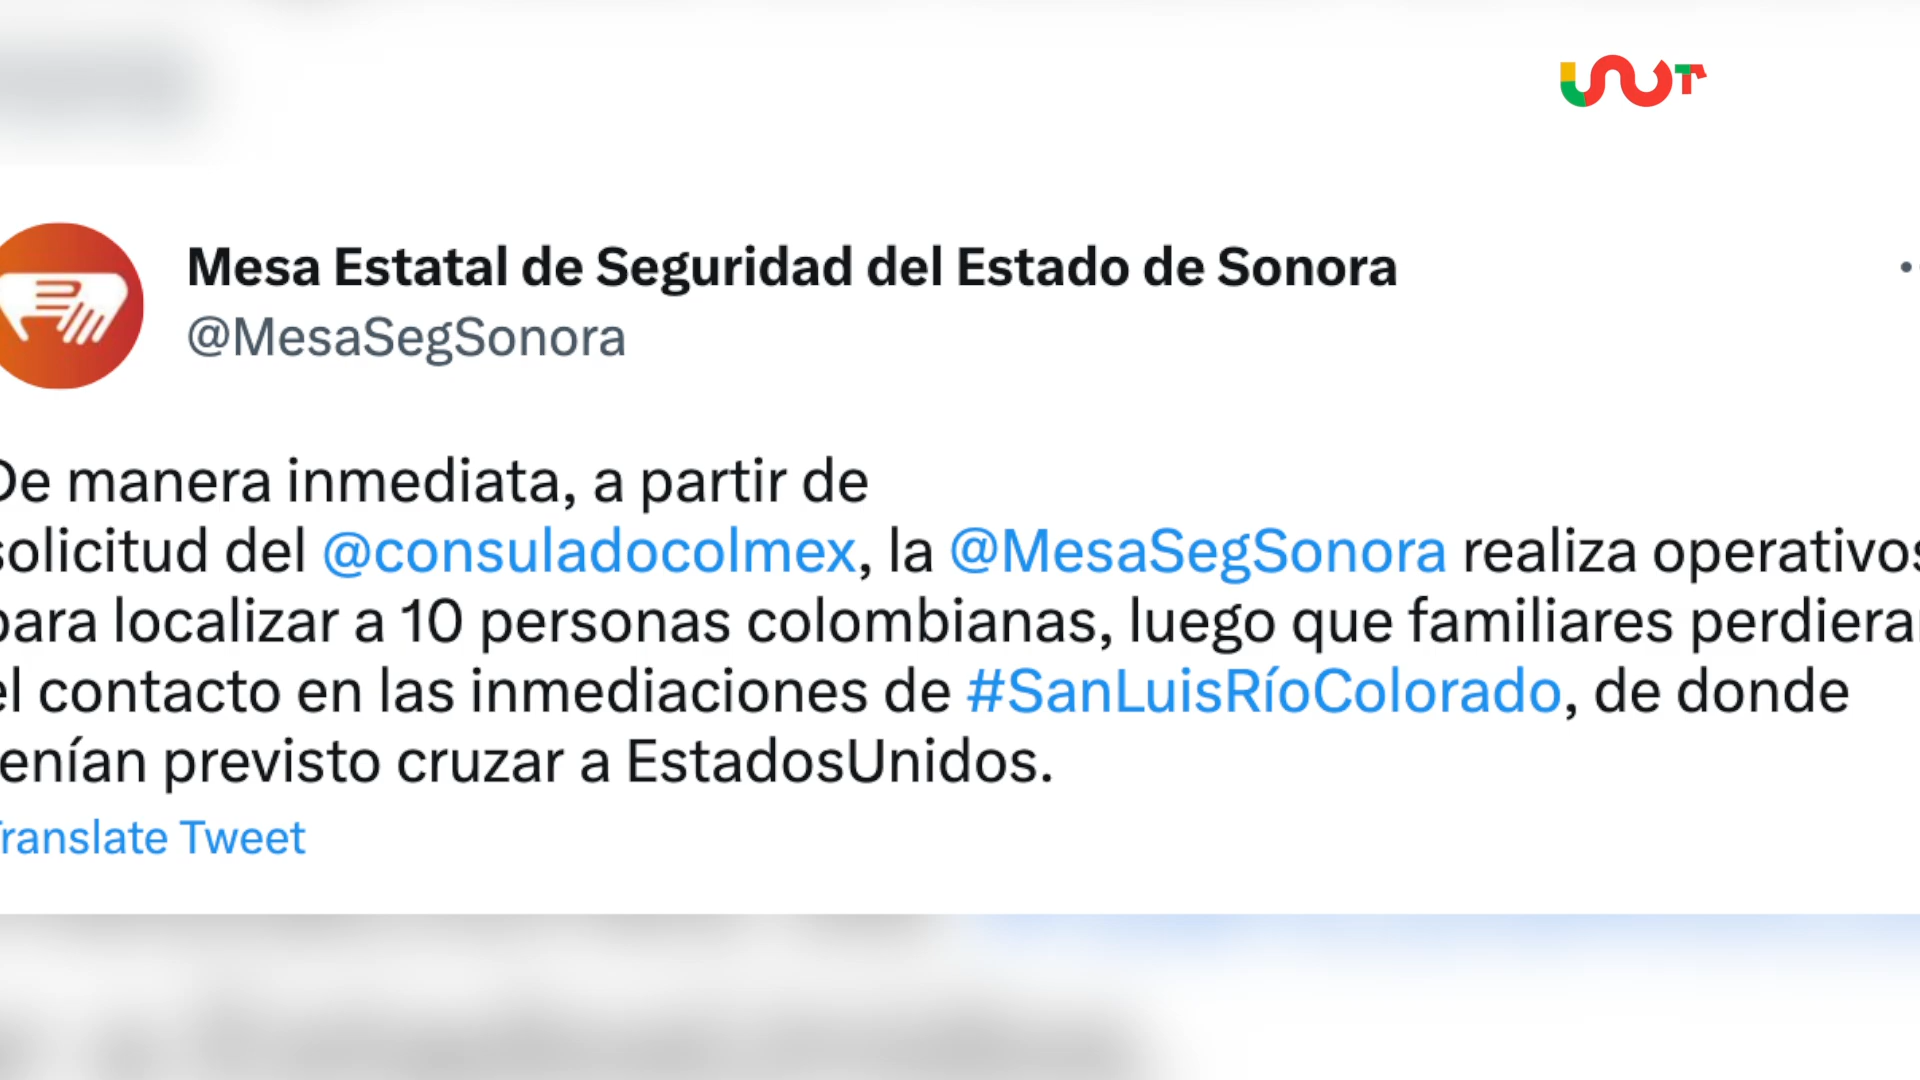 Mesa Estatal de Seguridad del Estado de Sonora
@MesaSegSonora
De manera inmediata, a partir de
solicitud del @consuladocolmex, la @MesaSegSonora realiza operativos
para localizar a 10 personas colombianas, luego que familiares perdieran
el contacto en las inmediaciones de #SanLuisRíoColorado, de donde
tenían previsto cruzar a EstadosUnidos.
Translate Tweet